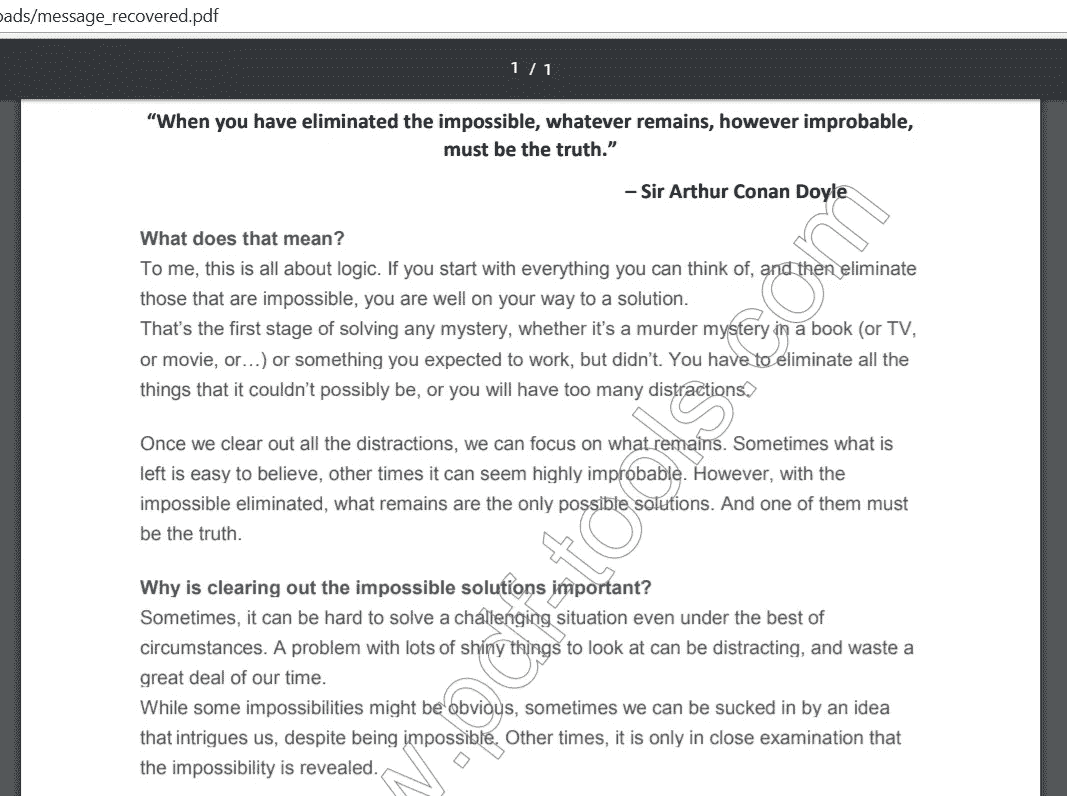 oads/message_recovered.pdf
1 / 1
“When you have eliminated the impossible, whatever remains, however improbable,
must be the truth.”
– Sir Arthur Conan Doyle
What does that mean?
To me, this is all about logic. If you start with everything you can think of, and then eliminate
those that are impossible, you are well on your way to a solution.
That’s the first stage of solving any mystery, whether it’s a murder mystery in a book (or TV,
or movie, or…) or something you expected to work, but didn’t. You have to eliminate all the
things that it couldn’t possibly be, or you will have too many distractions.
Once we clear out all the distractions, we can focus on what remains. Sometimes what is
left is easy to believe, other times it can seem highly improbable. However, with the
impossible eliminated, what remains are the only possible solutions. And one of them must
be the truth.
Why is clearing out the impossible solutions important?
Sometimes, it can be hard to solve a challenging situation even under the best of
circumstances. A problem with lots of shiny things to look at can be distracting, and waste a
great deal of our time.
While some impossibilities might be obvious, sometimes we can be sucked in by an idea
that intrigues us, despite being impossible. Other times, it is only in close examination that
the impossibility is revealed.
w.pdf-tools.com